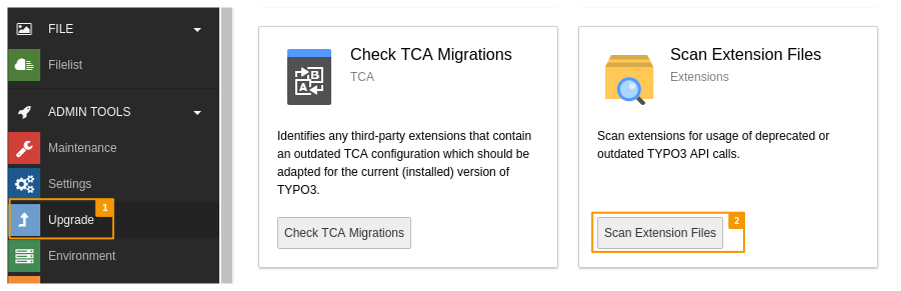 FILE
Filelist
ADMIN TOOLS
Maintenance
Settings
Upgrade
1
Environment
Check TCA Migrations
TCA
Identifies any third-party extensions that contain
an outdated TCA configuration which should be
adapted for the current (installed) version of
TYPO3.
Check TCA Migrations
Scan Extension Files
Extensions
Scan extensions for usage of deprecated or
outdated TYPO3 API calls.
2
Scan Extension Files